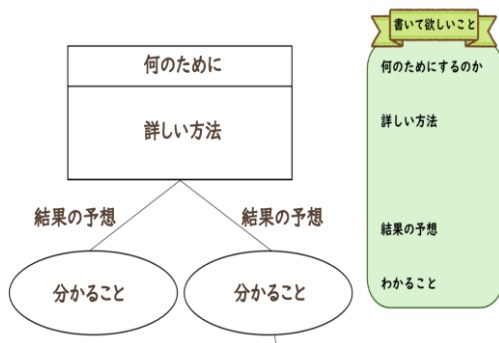 何のために
詳しい方法
結果の予想
結果の予想
分かること
分かること
書いて欲しいこと
何のためにするのか
詳しい方法
結果の予想
わかること